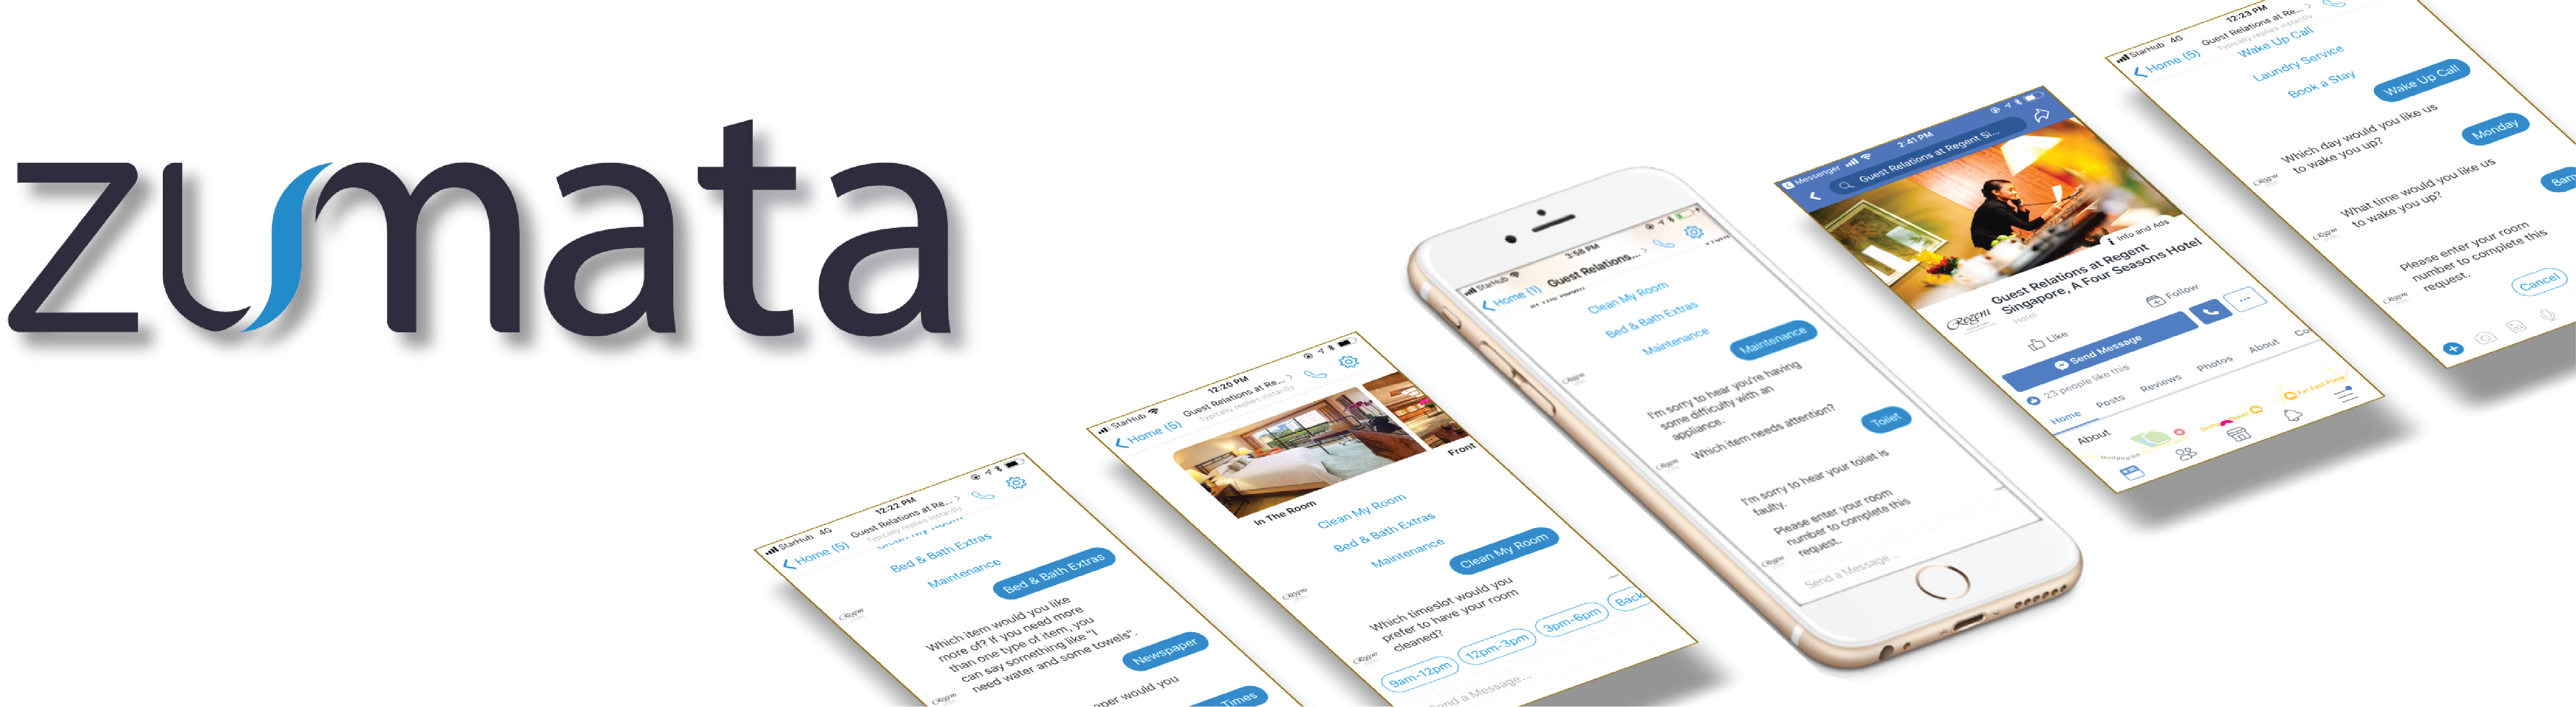 zumata
StarHub 4G
12:22 PM
Home (5)
Guest Relations at Re...
Typically replies instantly
Clean My Room
Bed & Bath Extras
Maintenance
Bed & Bath Extras
Which item would you like
more of? If you need more
than one type of item, you
can say something like "I
need water and some towels".
Newspaper
per would you
Times
StarHub
12:20 PM
Home (5)
Guest Relations at Re...
Typically replies instantly
In The Room
Front
Clean My Room
Bed & Bath Extras
Maintenance
Clean My Room
Regent
Which timeslot would you
prefer to have your room
cleaned?
9am-12pm
12pm-3pm
3pm-6pm
Back
Send a Message...
StarHub
3:58 PM
Home (1)
Guest Relations...
Clean My Room
Bed & Bath Extras
Maintenance
Maintenance
I'm sorry to hear you're having
some difficulty with an
appliance.
Which item needs attention?
Toilet
I'm sorry to hear your toilet is
faulty.
Please enter your room
number to complete this
request.
Send a Message...
Messenger
2:41 PM
Guest Relations at Regent Si...
Info and Ads
Regent
Guest Relations at Regent
Singapore, A Four Seasons Hotel
Hotel
Like
Follow
Send Message
23 people like this
Home
Posts
Reviews
Photos
About
Co
About
Far East Plaza
StarHub 4G
12:23 PM
Home (5)
Guest Relations at Re...
Typically replies instantly
Wake Up Call
Laundry Service
Book a Stay
Wake Up Call
Which day would you like us
to wake you up?
Monday
What time would you like us
to wake you up?
8am
Please enter your room
number to complete this
request.
Cancel